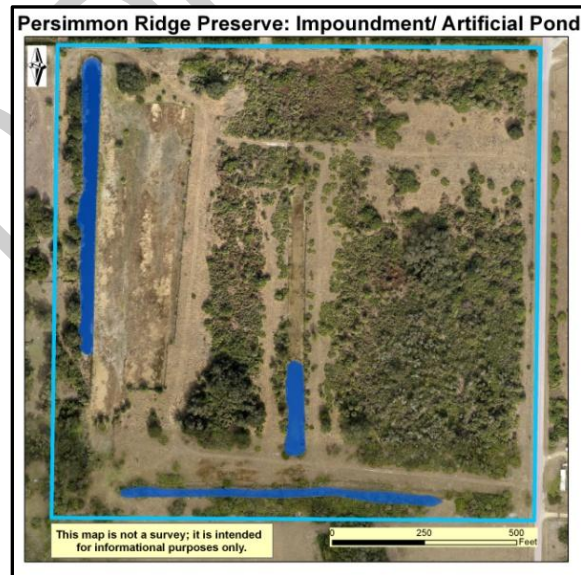 Persimmon Ridge Preserve: Impoundment/ Artificial Pond
This map is not a survey; it is intended
for informational purposes only.
0 250 500
Feet